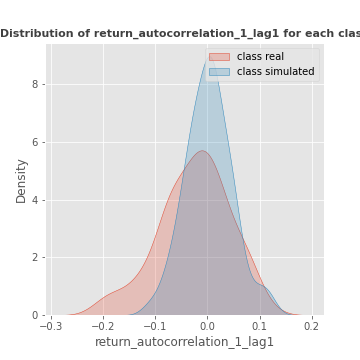 Distribution of return_autocorrelation_1_lag1 for each clas
class real
class simulated
8
6
4
2
0
Density
−0.3 −0.2 −0.1 0.0 0.1 0.2
return_autocorrelation_1_lag1